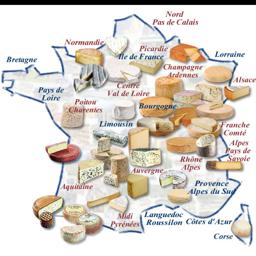 Nord
Pas de Calais
Normandie
Picardie
Ile de France
Bretagne
Champagne
Ardennes
Lorraine
Alsace
Pays de
Loire
Centre
Val de Loire
Poitou
Charentes
Bourgogne
Limousin
Franche
Comté
Alpes
Pays de
Savoie
Rhône
Alpes
Auvergne
Aquitaine
Provence
Alpes du Sud
Midi
Pyrénées
Languedoc
Roussillon
Côtes d'Azur
Corse